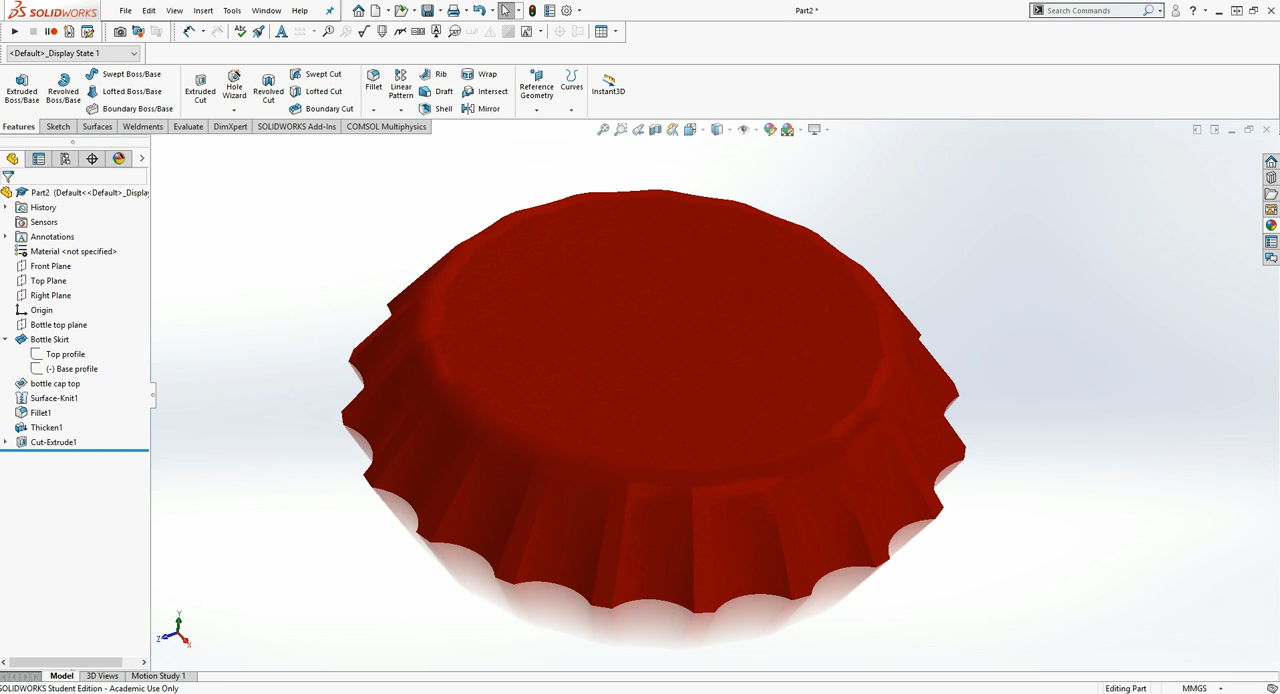 SOLIDWORKS File Edit View Insert Tools Window Help Part2 * Search Commands
<Default>_Display State 1
Extruded Boss/Base
Revolved Boss/Base
Swept Boss/Base
Lofted Boss/Base
Boundary Boss/Base
Extruded Cut
Hole Wizard
Revolved Cut
Swept Cut
Lofted Cut
Boundary Cut
Fillet
Linear Pattern
Rib
Draft
Shell
Wrap
Intersect
Mirror
Reference Geometry
Curves
Instant3D
Features Sketch Surfaces Weldments Evaluate DimXpert SOLIDWORKS Add-Ins COMSOL Multiphysics
Part2 (Default<<Default>_Display
History
Sensors
Annotations
Material <not specified>
Front Plane
Top Plane
Right Plane
Origin
Bottle top plane
Bottle Skirt
Top profile
(-) Base profile
bottle cap top
Surface-Knit1
Fillet1
Thicken1
Cut-Extrude1
Y
Z
X
Model 3D Views Motion Study 1
SOLIDWORKS Student Edition - Academic Use Only Editing Part MMGS